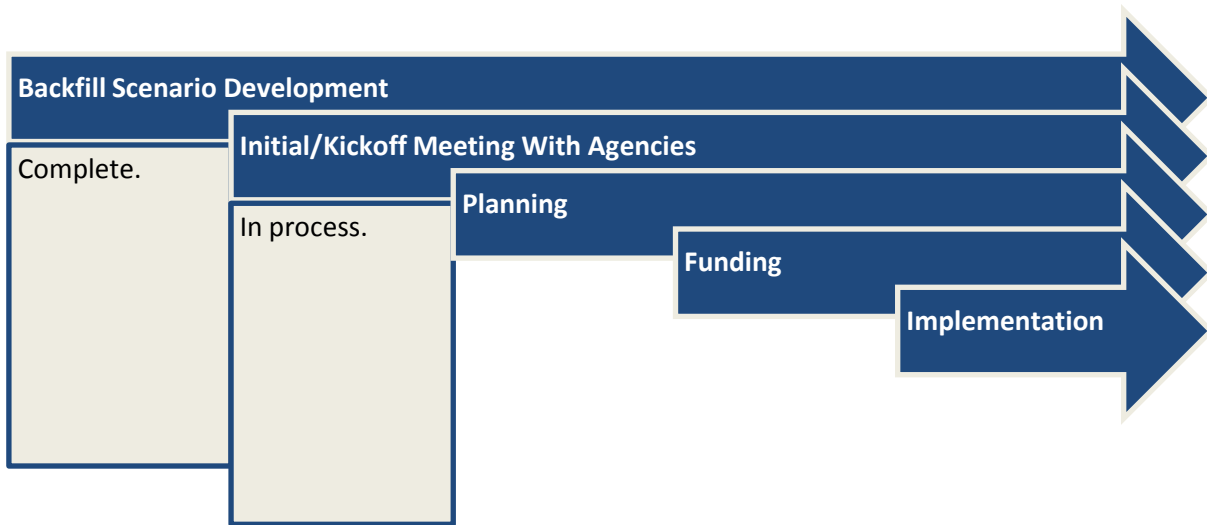 Backfill Scenario Development
Complete.
Initial/Kickoff Meeting With Agencies
In process.
Planning
Funding
Implementation